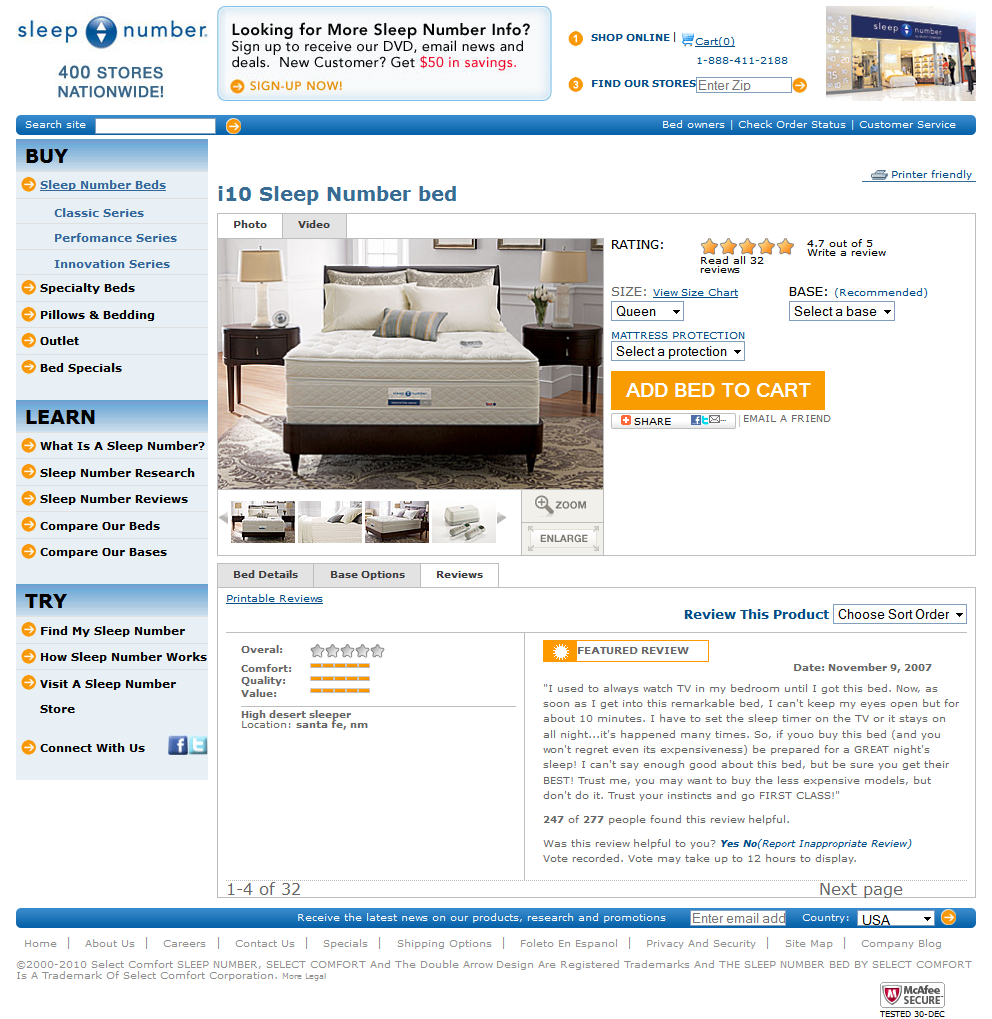 sleep number.
400 STORES
NATIONWIDE!
Looking for More Sleep Number Info?
Sign up to receive our DVD, email news and
deals. New Customer? Get $50 in savings.
SIGN-UP NOW!
1 SHOP ONLINE | Cart(0)
1-888-411-2188
3 FIND OUR STORES Enter Zip
sleep number
Search site
Bed owners | Check Order Status | Customer Service
BUY
Sleep Number Beds
Classic Series
Perfomance Series
Innovation Series
Specialty Beds
Pillows & Bedding
Outlet
Bed Specials
LEARN
What Is A Sleep Number?
Sleep Number Research
Sleep Number Reviews
Compare Our Beds
Compare Our Bases
TRY
Find My Sleep Number
How Sleep Number Works
Visit A Sleep Number
Store
Connect With Us
Printer friendly
i10 Sleep Number bed
Photo Video
sleep number
ZOOM
ENLARGE
RATING:
4.7 out of 5
Write a review
Read all 32
reviews
SIZE: View Size Chart
BASE: (Recommended)
Queen
Select a base
MATTRESS PROTECTION
Select a protection
ADD BED TO CART
SHARE | EMAIL A FRIEND
Bed Details Base Options Reviews
Printable Reviews
Review This Product Choose Sort Order
Overal:
Comfort:
Quality:
Value:
High desert sleeper
Location: santa fe, nm
FEATURED REVIEW
Date: November 9, 2007
"I used to always watch TV in my bedroom until I got this bed. Now, as
soon as I get into this remarkable bed, I can't keep my eyes open but for
about 10 minutes. I have to set the sleep timer on the TV or it stays on
all night...it's happened many times. So, if youo buy this bed (and you
won't regret even its expensiveness) be prepared for a GREAT night's
sleep! I can't say enough good about this bed, but be sure you get their
BEST! Trust me, you may want to buy the less expensive models, but
don't do it. Trust your instincts and go FIRST CLASS!"
247 of 277 people found this review helpful.
Was this review helpful to you? Yes No(Report Inappropriate Review)
Vote recorded. Vote may take up to 12 hours to display.
1-4 of 32
Next page
Receive the latest news on our products, research and promotions Enter email add Country: USA
Home | About Us | Careers | Contact Us | Specials | Shipping Options | Foleto En Espanol | Privacy And Security | Site Map | Company Blog
©2000-2010 Select Comfort SLEEP NUMBER, SELECT COMFORT And The Double Arrow Design Are Registered Trademarks And THE SLEEP NUMBER BED BY SELECT COMFORT
Is A Trademark Of Select Comfort Corporation. More Legal
McAfee
SECURE
TESTED 30-DEC